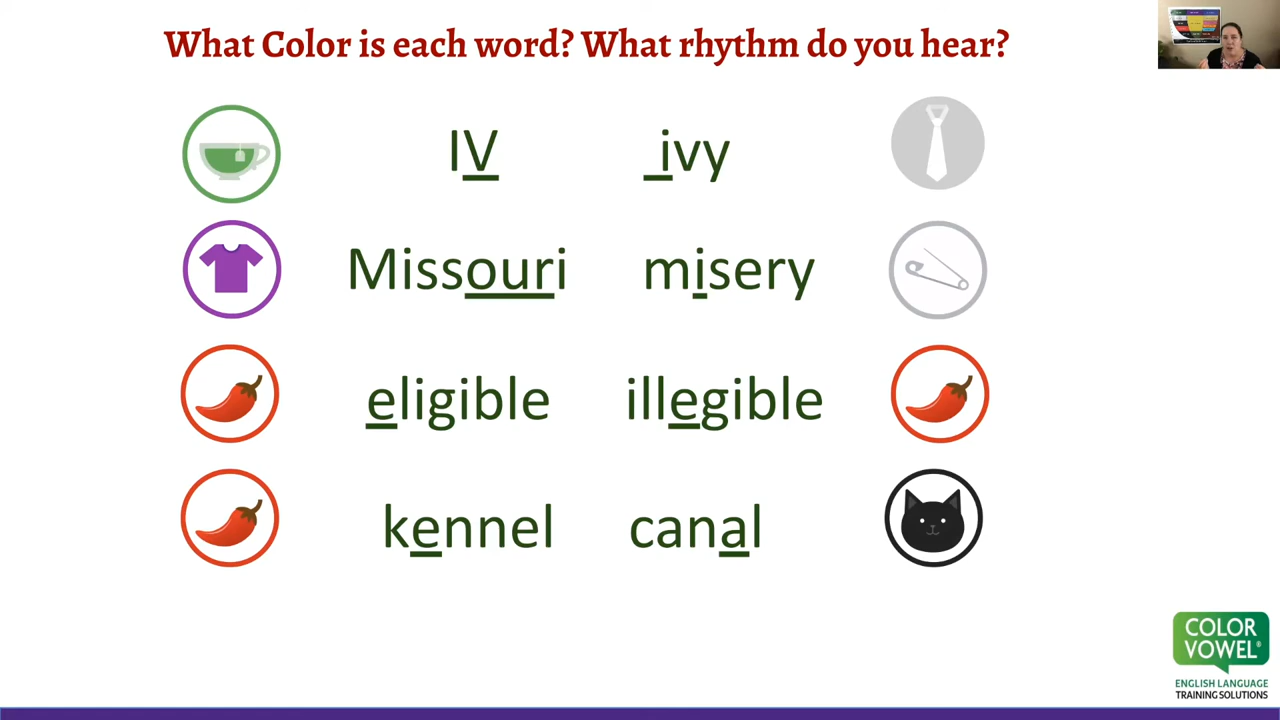 What Color is each word? What rhythm do you hear?
IV ivy
Missouri misery
eligible illegible
kennel canal
COLOR
VOWEL®
ENGLISH LANGUAGE
TRAINING SOLUTIONS